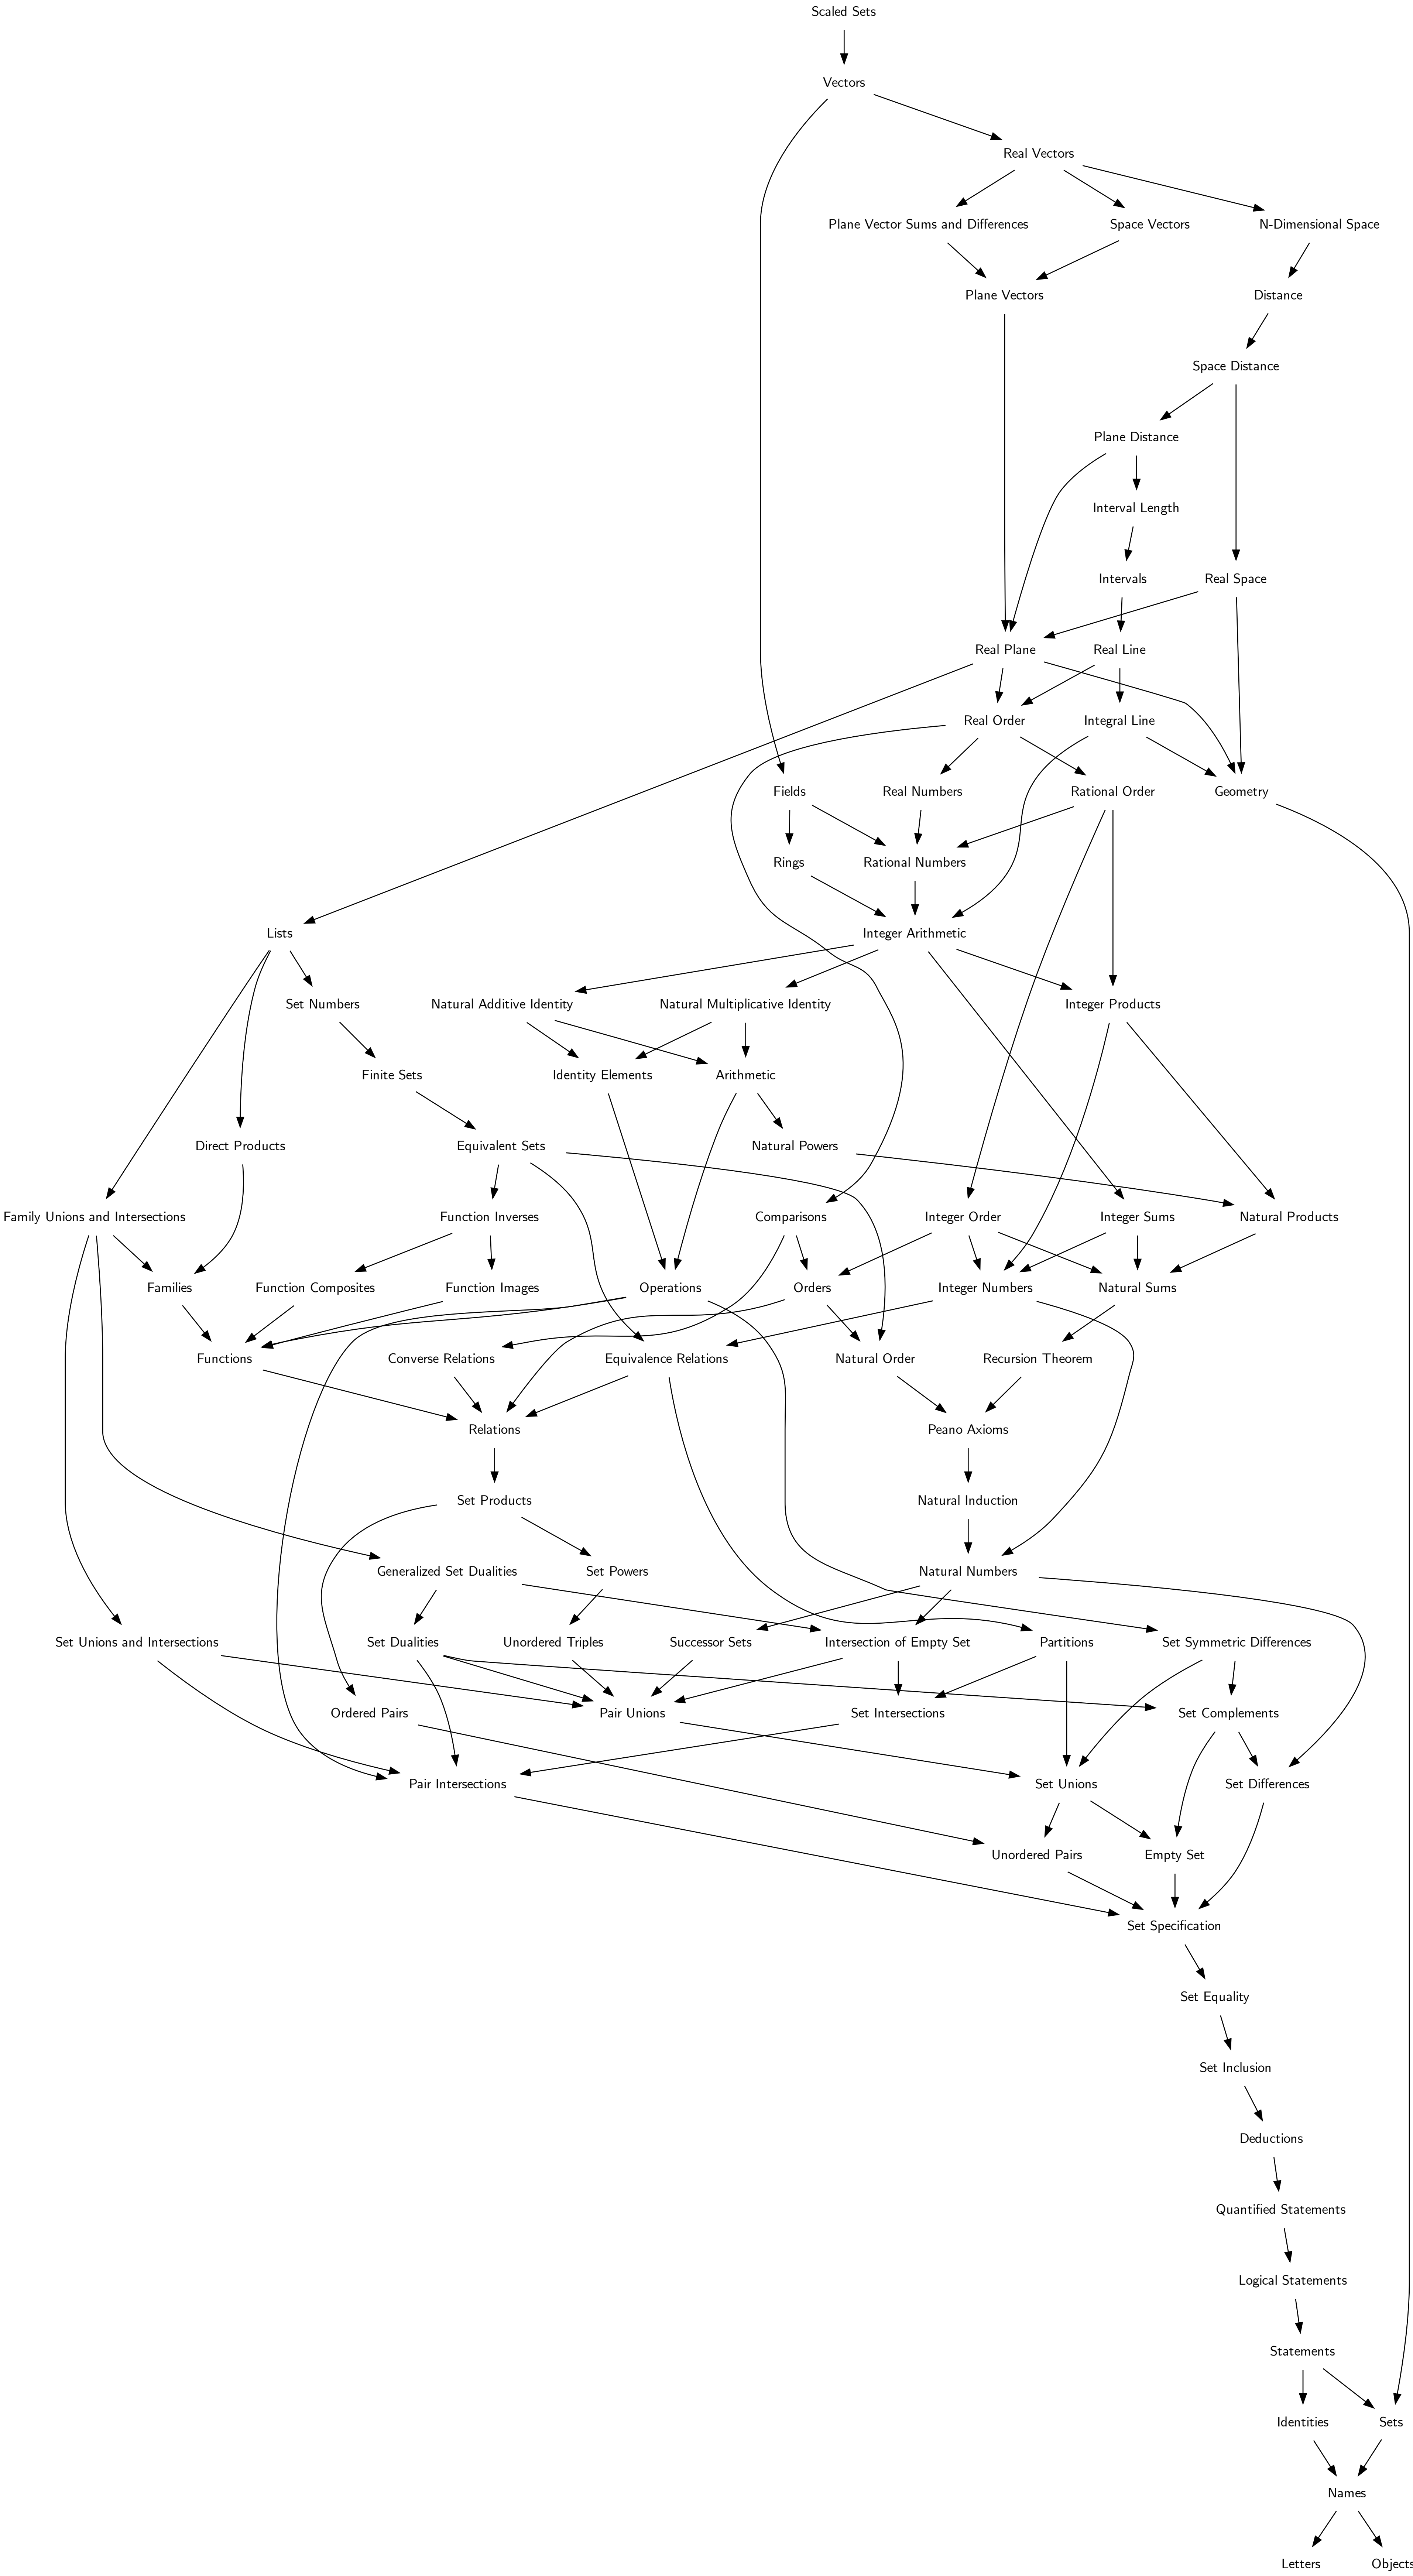 Scaled Sets
Vectors
Real Vectors
Plane Vector Sums and Differences
Space Vectors
N-Dimensional Space
Plane Vectors
Distance
Space Distance
Plane Distance
Interval Length
Intervals
Real Space
Real Plane
Real Line
Real Order
Integral Line
Fields
Real Numbers
Rational Order
Geometry
Rings
Rational Numbers
Lists
Integer Arithmetic
Set Numbers
Natural Additive Identity
Natural Multiplicative Identity
Integer Products
Finite Sets
Identity Elements
Arithmetic
Direct Products
Equivalent Sets
Natural Powers
Family Unions and Intersections
Function Inverses
Comparisons
Integer Order
Integer Sums
Natural Products
Families
Function Composites
Function Images
Operations
Orders
Integer Numbers
Natural Sums
Functions
Converse Relations
Equivalence Relations
Natural Order
Recursion Theorem
Relations
Peano Axioms
Set Products
Natural Induction
Generalized Set Dualities
Set Powers
Natural Numbers
Set Unions and Intersections
Set Dualities
Unordered Triples
Successor Sets
Intersection of Empty Set
Partitions
Set Symmetric Differences
Ordered Pairs
Pair Unions
Set Intersections
Set Complements
Pair Intersections
Set Unions
Set Differences
Unordered Pairs
Empty Set
Set Specification
Set Equality
Set Inclusion
Deductions
Quantified Statements
Logical Statements
Statements
Identities
Sets
Names
Letters
Objects